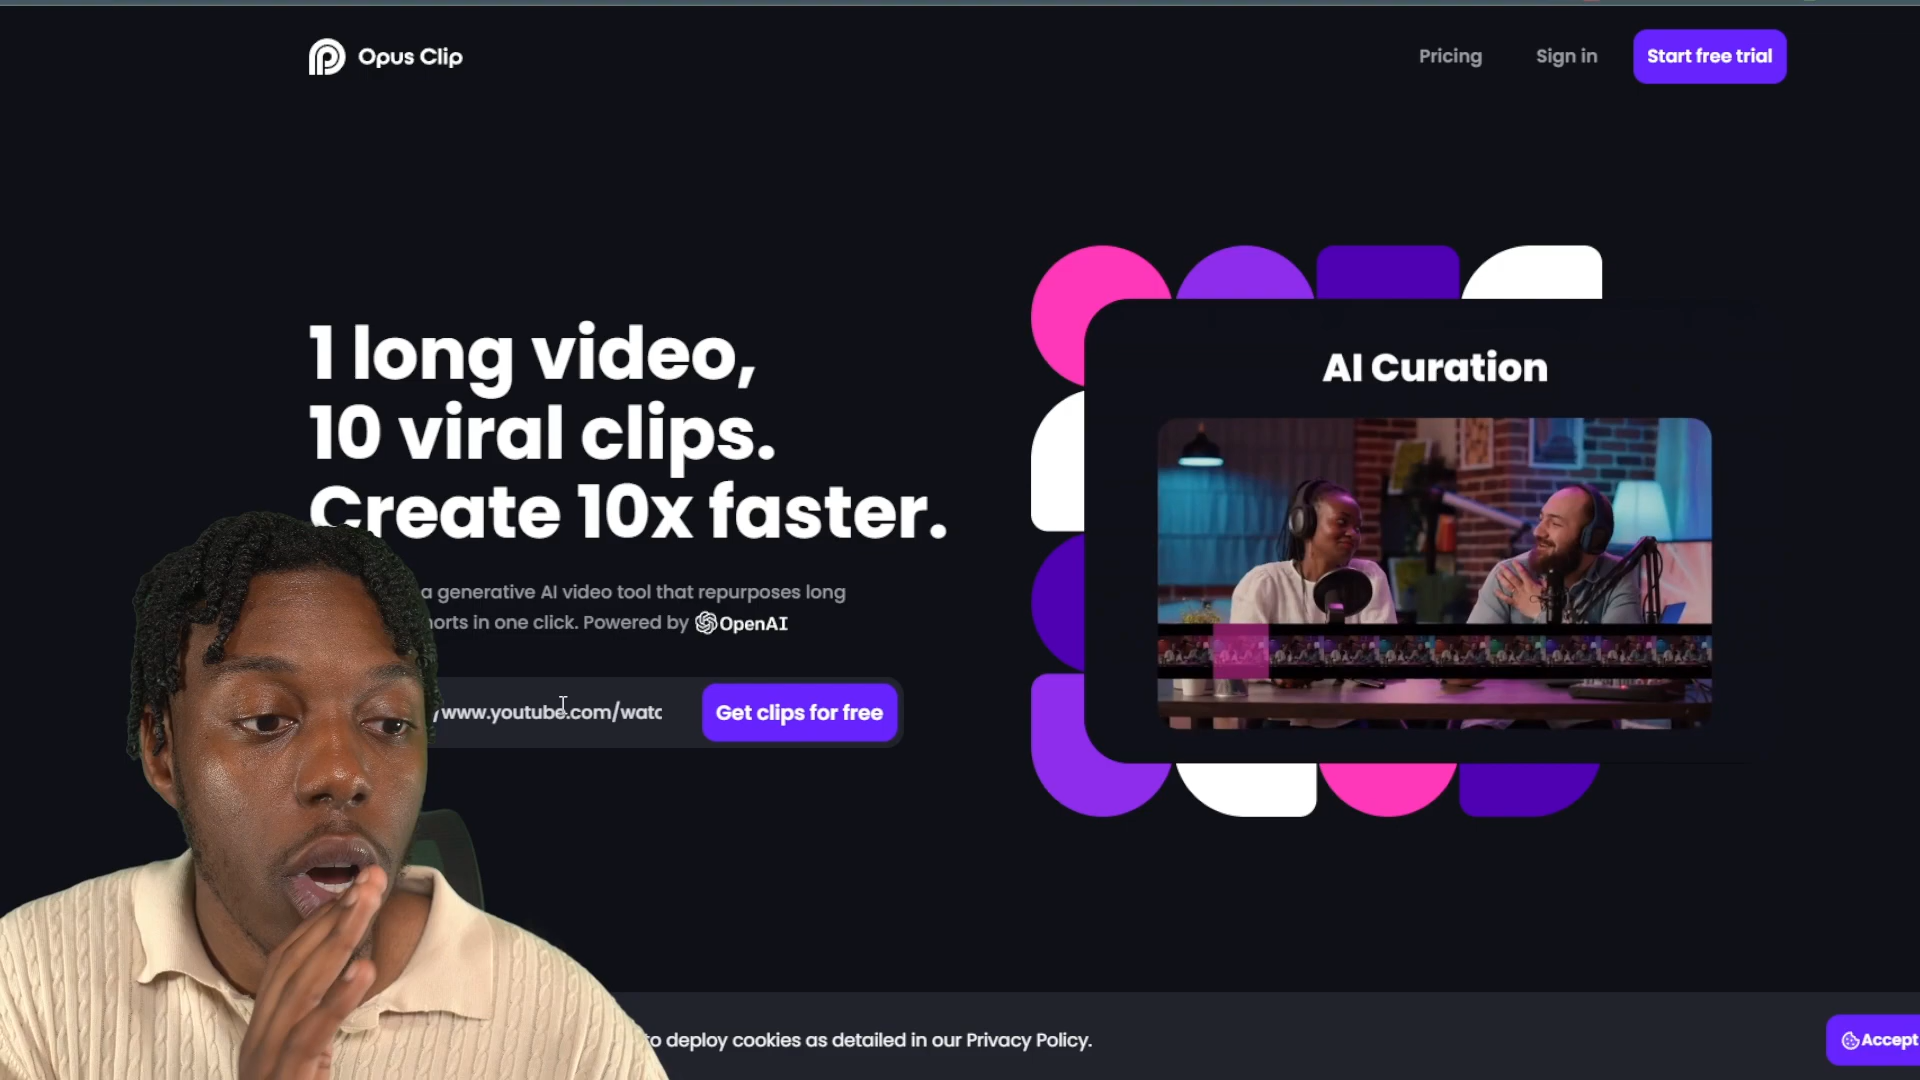 Opus Clip
Pricing
Sign in
Start free trial
1 long video,
10 viral clips.
Create 10x faster.
a generative AI video tool that repurposes long
horts in one click. Powered by OpenAI
/www.youtube.com/watc
Get clips for free
AI Curation
to deploy cookies as detailed in our Privacy Policy.
Accept